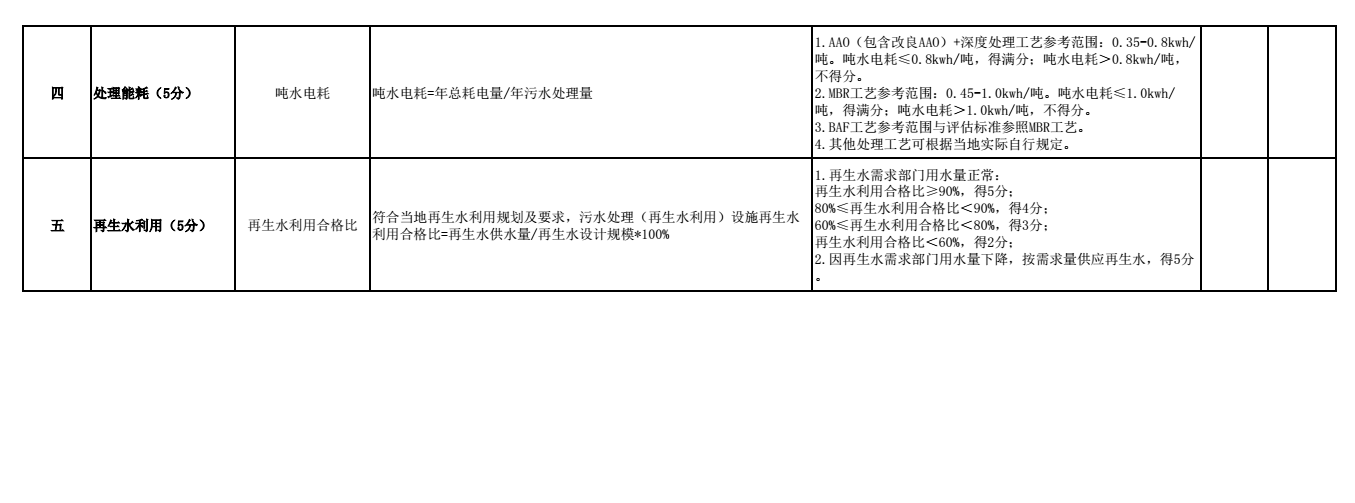 四
处理能耗（5分）
吨水电耗
吨水电耗=年总耗电量/年污水处理量
1.AAO（包含改良AAO）+深度处理工艺参考范围：0.35-0.8kwh/
吨。吨水电耗≤0.8kwh/吨，得满分；吨水电耗＞0.8kwh/吨，
不得分。
2.MBR工艺参考范围：0.45-1.0kwh/吨。吨水电耗≤1.0kwh/
吨，得满分；吨水电耗＞1.0kwh/吨，不得分。
3.BAF工艺参考范围与评估标准参照MBR工艺。
4.其他处理工艺可根据当地实际自行规定。
五
再生水利用（5分）
再生水利用合格比
符合当地再生水利用规划及要求，污水处理（再生水利用）设施再生水
利用合格比=再生水供水量/再生水设计规模*100%
1.再生水需求部门用水量正常：
再生水利用合格比≥90%，得5分；
80%≤再生水利用合格比＜90%，得4分；
60%≤再生水利用合格比＜80%，得3分；
再生水利用合格比＜60%，得2分；
2.因再生水需求部门用水量下降，按需求量供应再生水，得5分
。